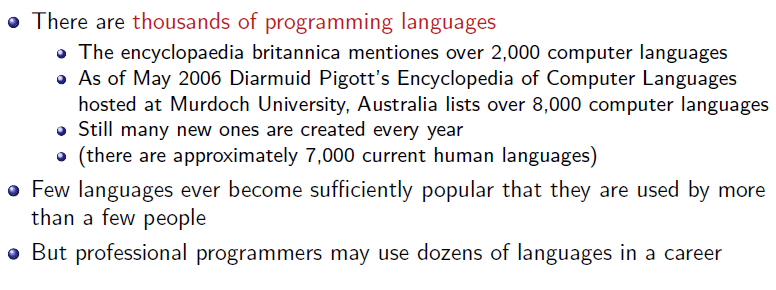 There are thousands of programming languages
The encyclopaedia britannica mentiones over 2,000 computer languages
As of May 2006 Diarmuid Pigott's Encyclopedia of Computer Languages
hosted at Murdoch University, Australia lists over 8,000 computer languages
Still many new ones are created every year
(there are approximately 7,000 current human languages)
Few languages ever become sufficiently popular that they are used by more
than a few people
But professional programmers may use dozens of languages in a career